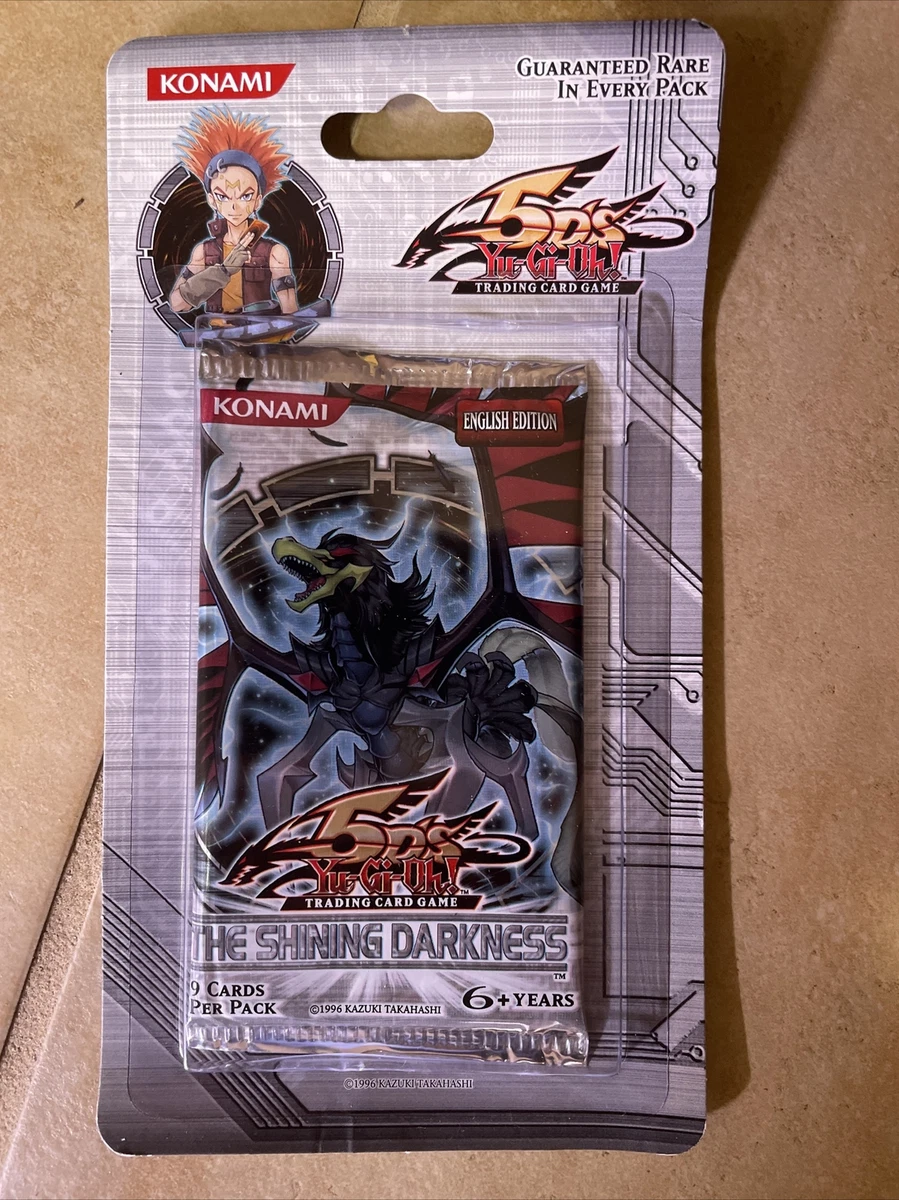 KONAMI
GUARANTEED RARE
IN EVERY PACK
5D's
Yu-Gi-Oh!
TRADING CARD GAME
KONAMI
ENGLISH EDITION
5D's
Yu-Gi-Oh!™
TRADING CARD GAME
THE SHINING DARKNESS
™
9 CARDS
PER PACK
©1996 KAZUKI TAKAHASHI
6+YEARS
©1996 KAZUKI TAKAHASHI